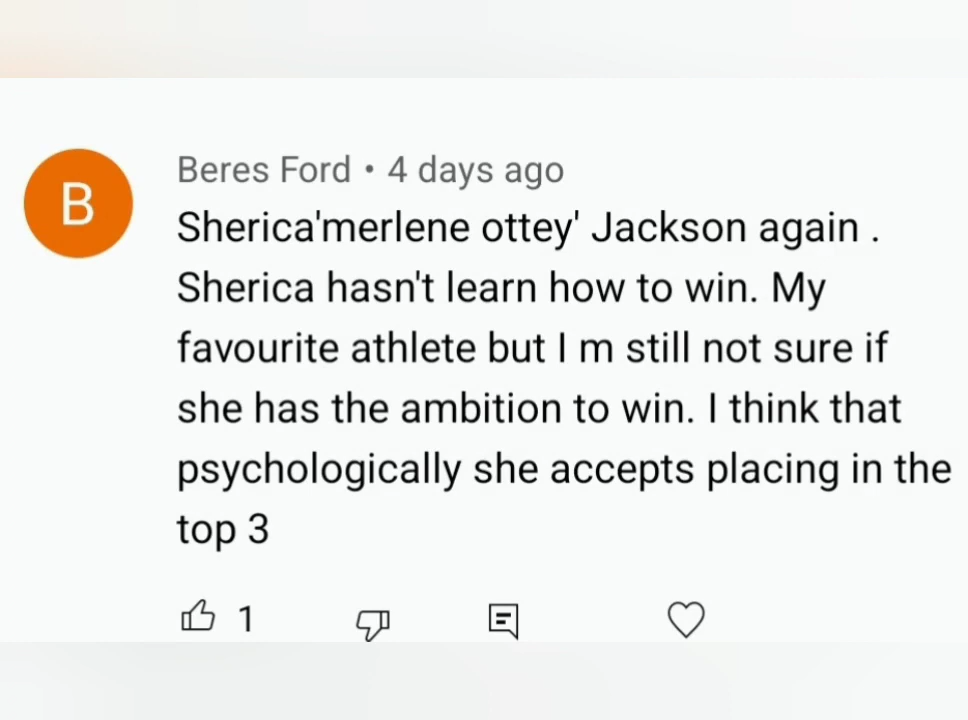 B
Beres Ford • 4 days ago
Sherica'merlene ottey' Jackson again .
Sherica hasn't learn how to win. My
favourite athlete but I m still not sure if
she has the ambition to win. I think that
psychologically she accepts placing in the
top 3
1